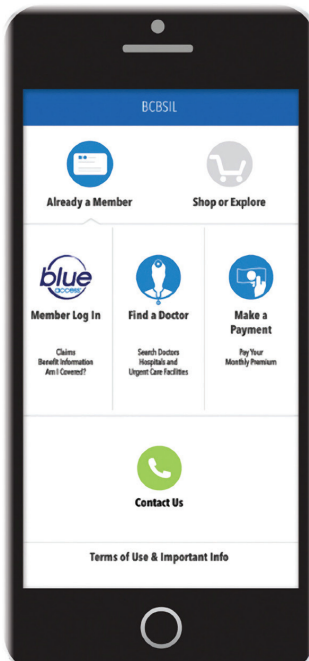 BCBSIL
Already a Member
Shop or Explore
blue
access
Member Log In
Claims
Benefit Information
Am I Covered?
Find a Doctor
Search Doctors
Hospitals and
Urgent Care Facilities
Make a
Payment
Pay Your
Monthly Premium
Contact Us
Terms of Use & Important Info